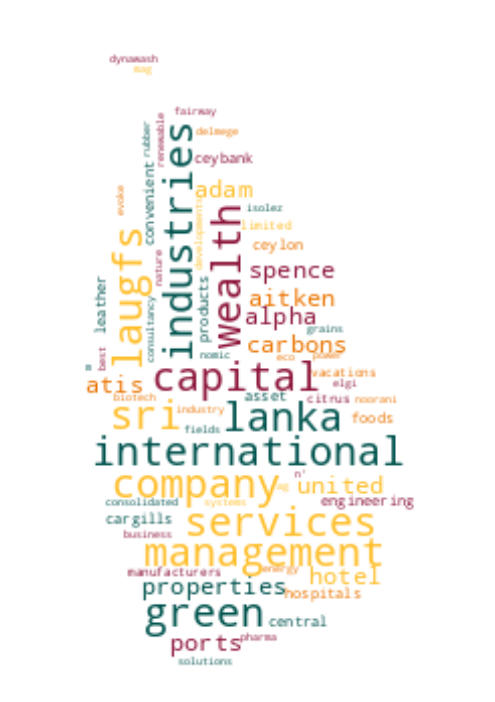 dynawash
mag
fairway
delmege
rubber
renewable
industries
ceybank
convenient
adam
evoke
developments
isolez
wealth
limited
laugfs
ceylon
nature
spence
leather
products
aitken
consultancy
alpha
grains
carbons
best
nomic
eco
power
m
capital
vacations
atis
elgi
biotech
asset
citrus
noorani
sri
industry
lanka
foods
fields
international
n'
company
ag
united
consolidated
systems
engineering
cargills
services
business
management
manufacturers
energy
hotel
properties
hospitals
green
central
ports
pharma
solutions